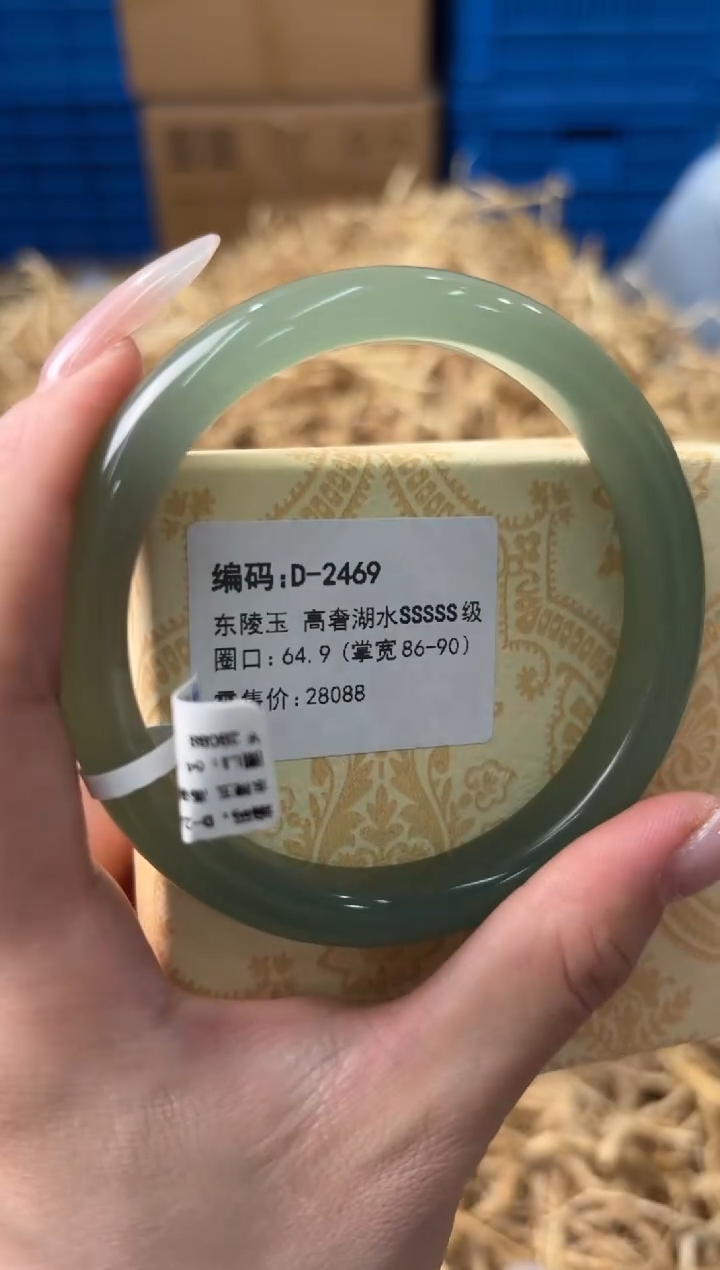 编码:D-2469
东陵玉 高奢湖水SSSSS级
圈口:64.9(掌宽86-90)
售价:28088